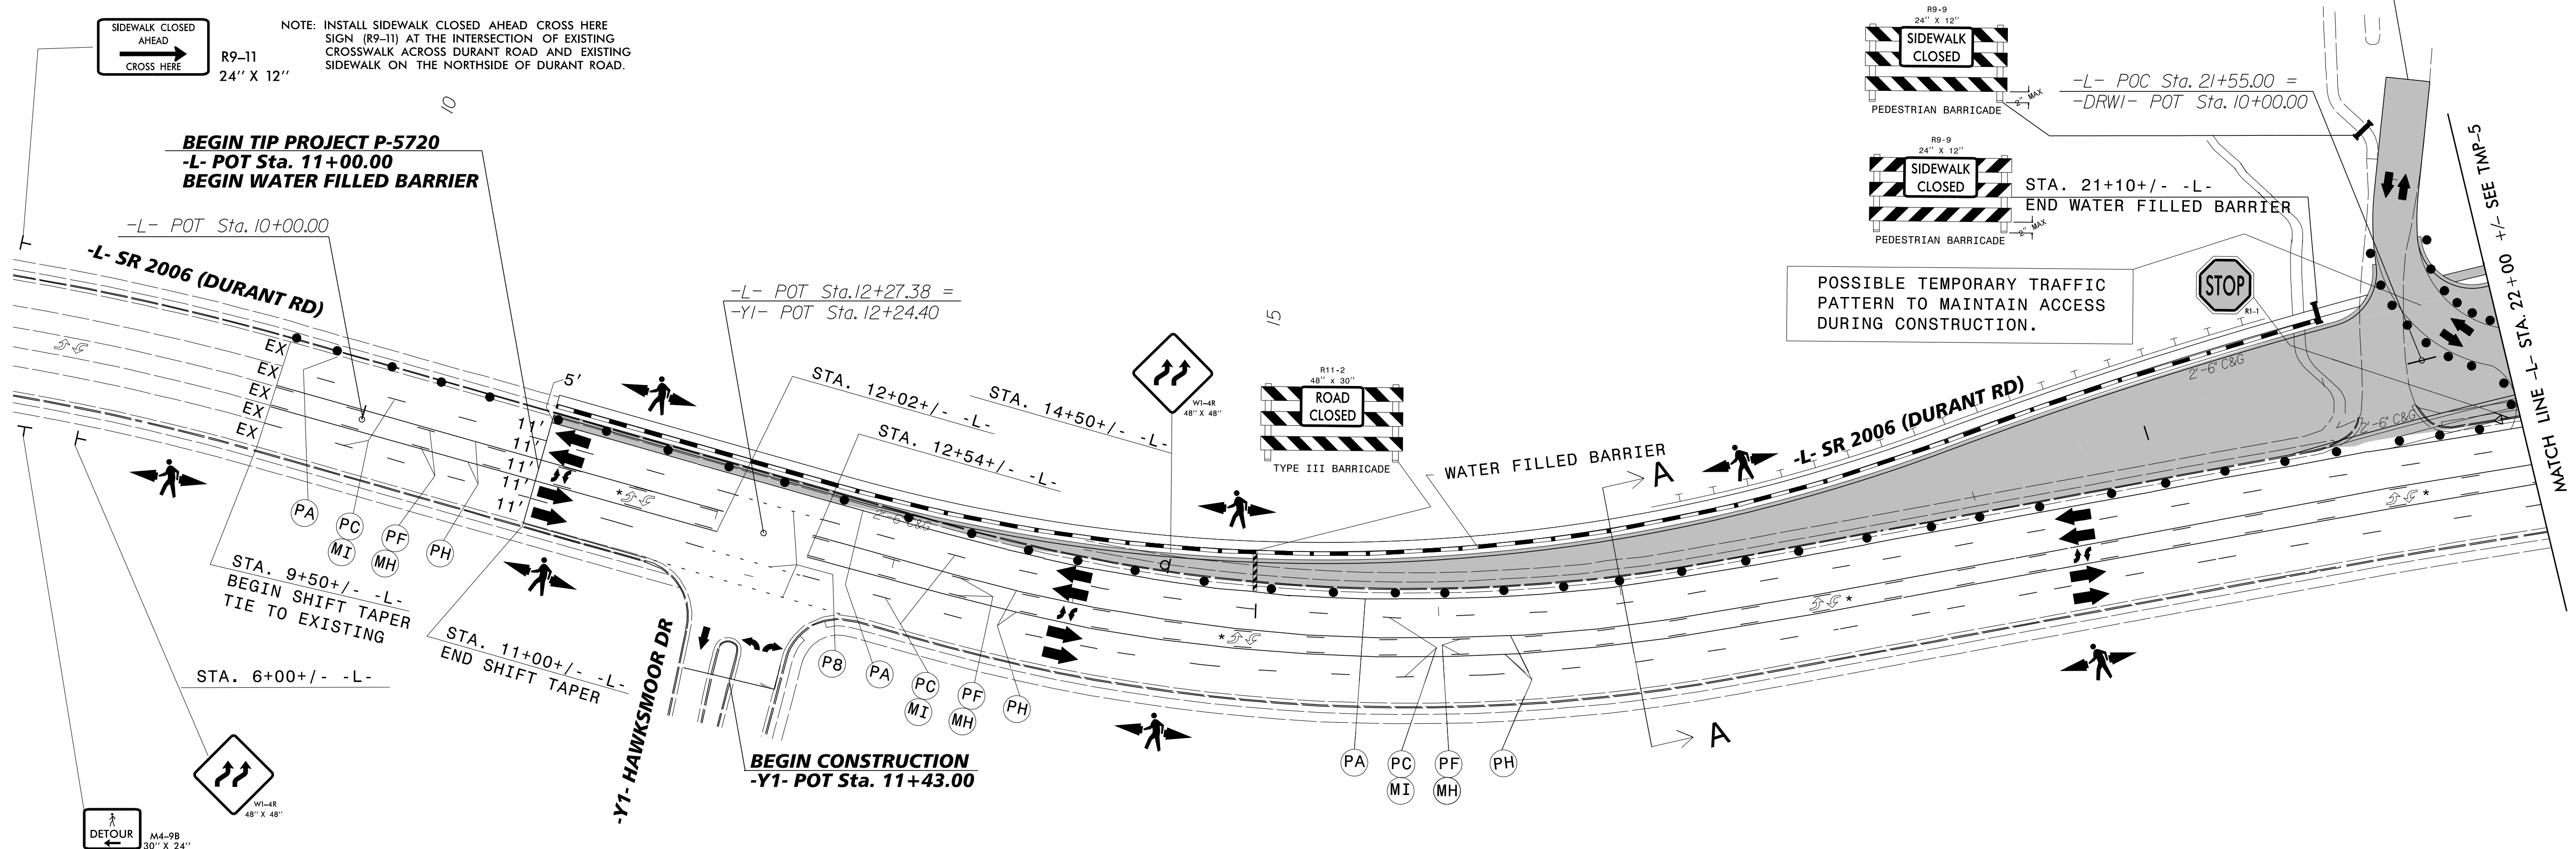 SIDEWALK CLOSED
AHEAD
CROSS HERE
R9-11
24'' X 12''
NOTE: INSTALL SIDEWALK CLOSED AHEAD CROSS HERE
SIGN (R9-11) AT THE INTERSECTION OF EXISTING
CROSSWALK ACROSS DURANT ROAD AND EXISTING
SIDEWALK ON THE NORTHSIDE OF DURANT ROAD.
10
BEGIN TIP PROJECT P-5720
-L- POT Sta. 11+00.00
BEGIN WATER FILLED BARRIER
-L- POT Sta. 10+00.00
-L- SR 2006 (DURANT RD)
EX
EX
EX
EX
EX
5'
11'
11'
11'
11'
11'
PA
PC
MI
PF
MH
PH
STA. 9+50+/- -L-
BEGIN SHIFT TAPER
TIE TO EXISTING
STA. 6+00+/- -L-
STA. 11+00+/- -L-
END SHIFT TAPER
W1-4R
48'' X 48''
DETOUR
M4-9B
30'' X 24''
-Y1- HAWKSMOOR DR
BEGIN CONSTRUCTION
-Y1- POT Sta. 11+43.00
-L- POT Sta. 12+27.38 =
-Y1- POT Sta. 12+24.40
STA. 12+02+/- -L-
STA. 12+54+/- -L-
STA. 14+50+/- -L-
*
2'-6" C&G
P8
PA
PC
MI
PF
MH
PH
W1-4R
48'' X 48''
15
R11-2
48" X 30"
ROAD
CLOSED
TYPE III BARRICADE
WATER FILLED BARRIER
A
A
*
*
*
PA
PC
MI
PF
MH
PH
-L- SR 2006 (DURANT RD)
R9-9
24" X 12"
SIDEWALK
CLOSED
2" MAX
PEDESTRIAN BARRICADE
R9-9
24" X 12"
SIDEWALK
CLOSED
2" MAX
PEDESTRIAN BARRICADE
-L- POC Sta. 21+55.00 =
-DRW1- POT Sta. 10+00.00
STA. 21+10+/- -L-
END WATER FILLED BARRIER
POSSIBLE TEMPORARY TRAFFIC
PATTERN TO MAINTAIN ACCESS
DURING CONSTRUCTION.
STOP
R1-1
2'-6" C&G
2'-6" C&G
MATCH LINE -L- STA. 22+00 +/- SEE TMP-5